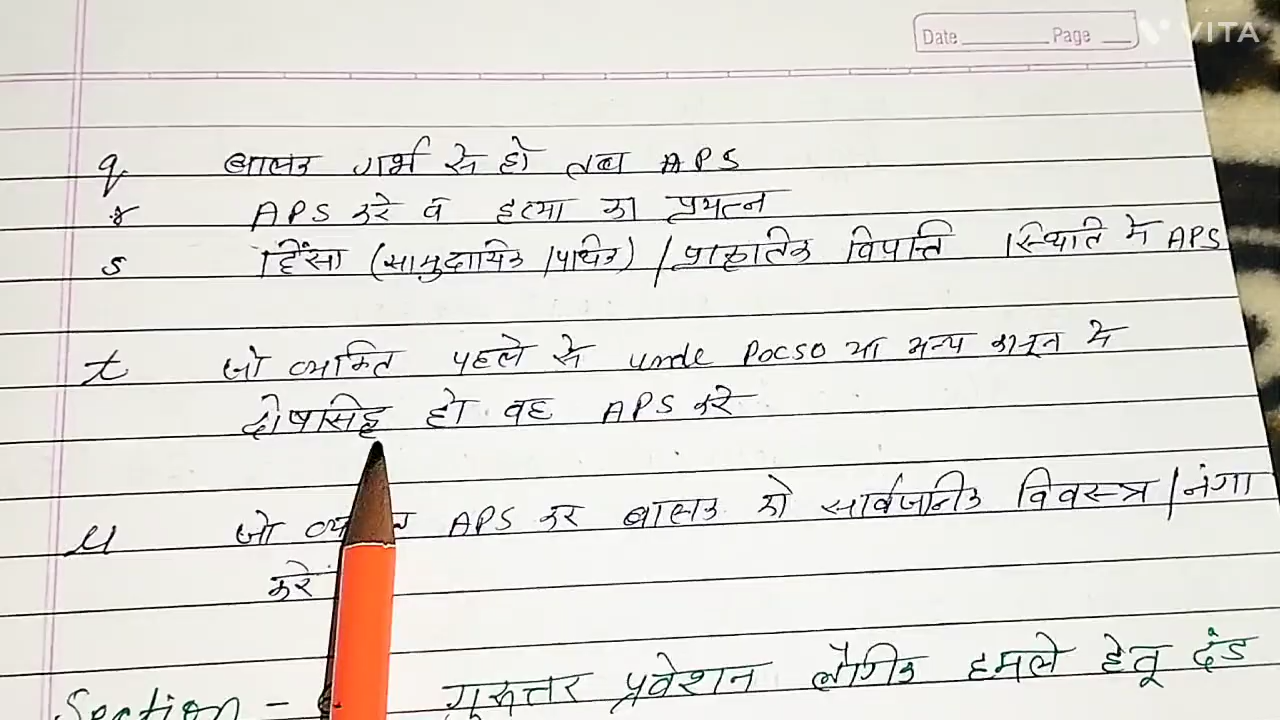 Date Page
VITA
q बालक गर्भ से हो तब APS
r APS करे व हत्या का प्रयत्न
s हिंसा (सामुदायिक/पंथिक) / प्राकृतिक विपत्ति स्थिति में APS
t जो व्यक्ति पहले से unde POCSO या अन्य कानून मे
दोषसिद्ध हो वह APS करे
u जो APS कर बालक को सार्वजनिक विवस्त्र/नंगा
करे
Section - गुरुत्तर प्रवेशन लैंगिक हमले हेतू दंड